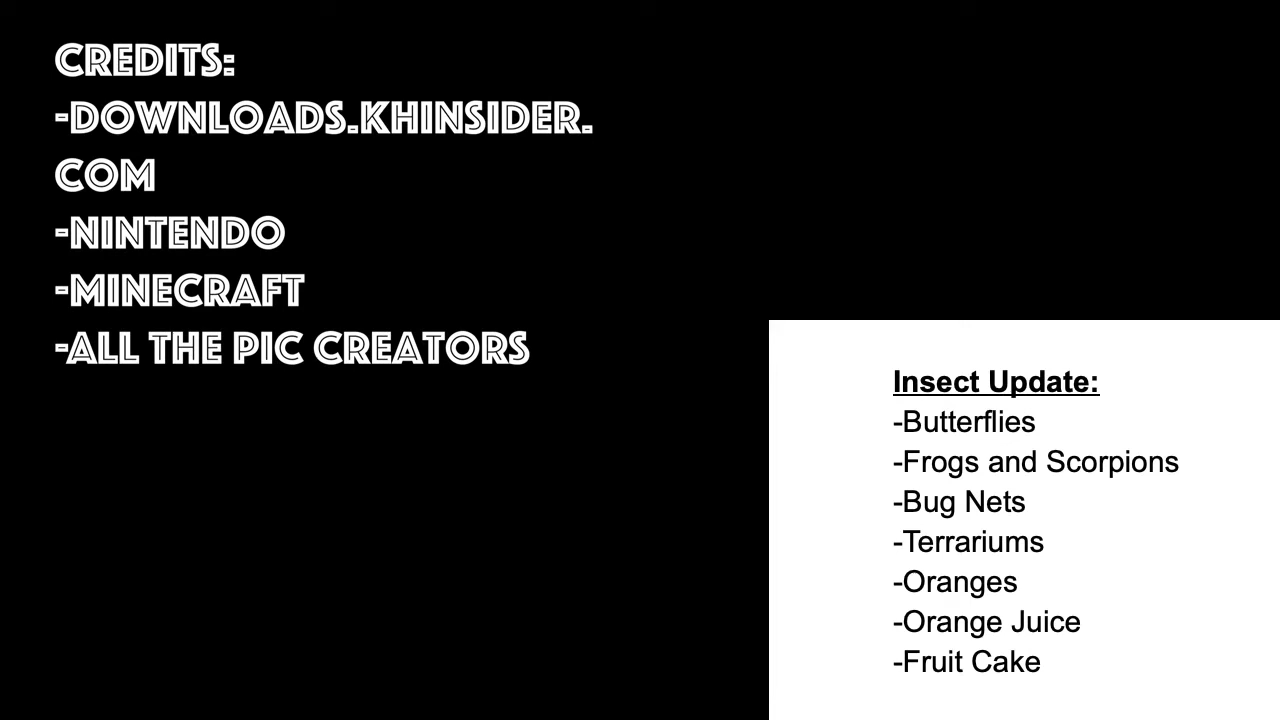 CREDITS:
-DOWNLOADS.KHINSIDER.
COM
-NINTENDO
-MINECRAFT
-ALL THE PIC CREATORS
Insect Update:
-Butterflies
-Frogs and Scorpions
-Bug Nets
-Terrariums
-Oranges
-Orange Juice
-Fruit Cake